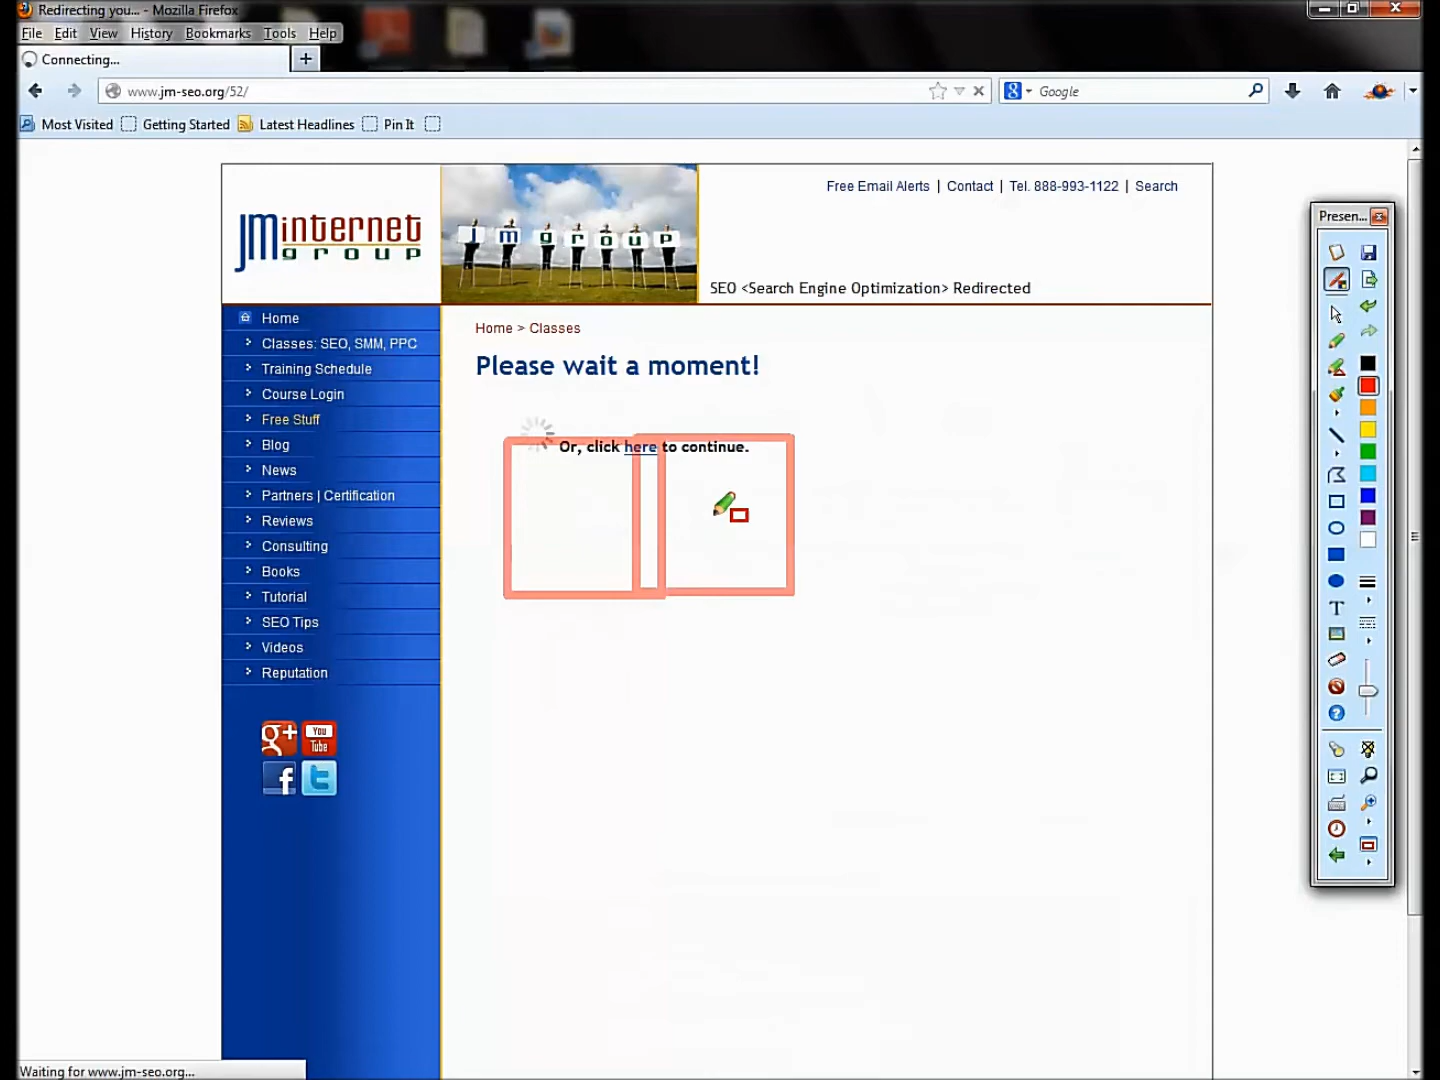 Redirecting you... - Mozilla Firefox
File Edit View History Bookmarks Tools Help
Connecting...
www.jm-seo.org/52/
Google
Most Visited Getting Started Latest Headlines Pin It
Free Email Alerts | Contact | Tel. 888-993-1122 | Search
JMinternet
group
j m g r o u p
SEO <Search Engine Optimization> Redirected
Home
Classes: SEO, SMM, PPC
Training Schedule
Course Login
Free Stuff
Blog
News
Partners | Certification
Reviews
Consulting
Books
Tutorial
SEO Tips
Videos
Reputation
Home > Classes
Please wait a moment!
Or, click here to continue.
Presen...
g+
You
Tube
f
t
Waiting for www.jm-seo.org...